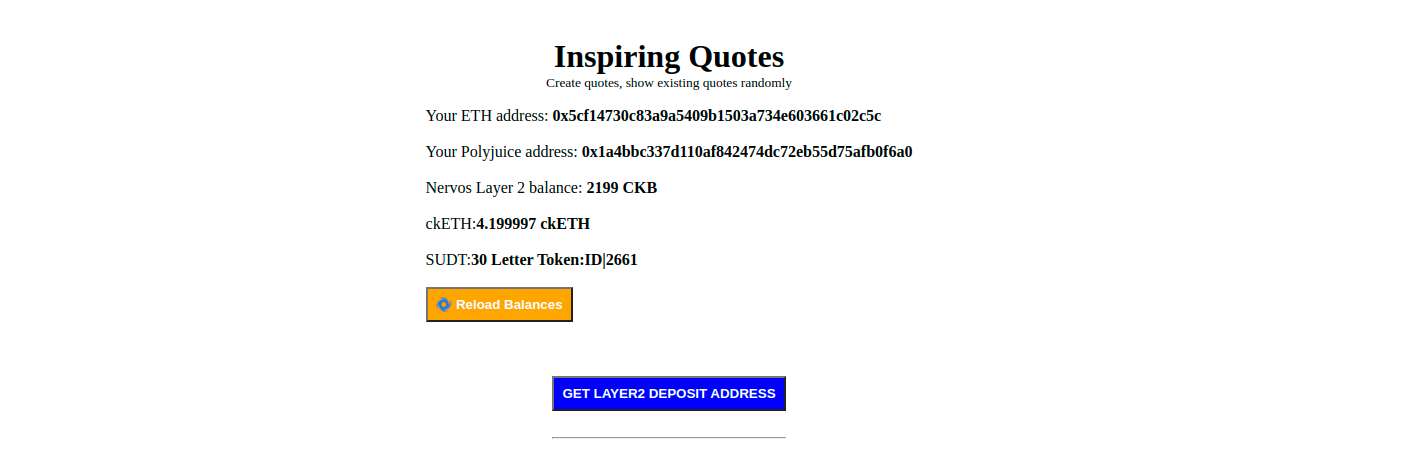 Inspiring Quotes
Create quotes, show existing quotes randomly
Your ETH address: 0x5cf14730c83a9a5409b1503a734e603661c02c5c
Your Polyjuice address: 0x1a4bbc337d110af842474dc72eb55d75afb0f6a0
Nervos Layer 2 balance: 2199 CKB
ckETH:4.199997 ckETH
SUDT:30 Letter Token:ID|2661
Reload Balances
GET LAYER2 DEPOSIT ADDRESS